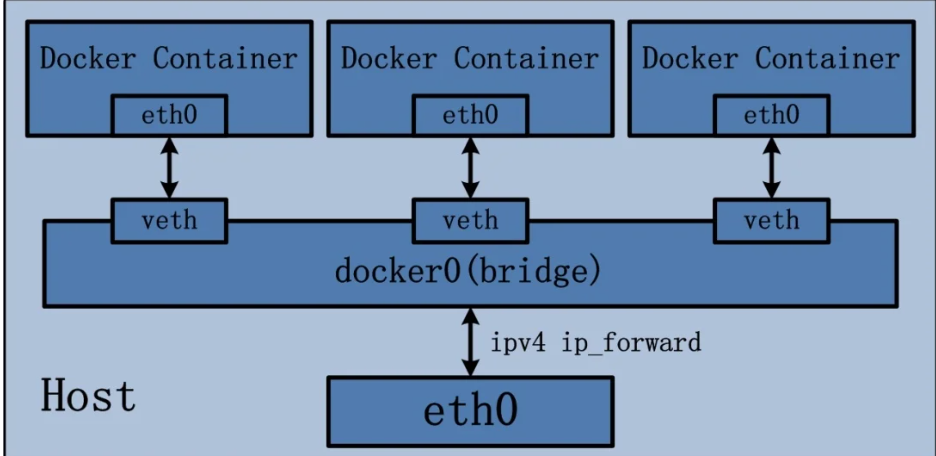 Docker Container
Docker Container
Docker Container
eth0
eth0
eth0
veth
veth
veth
docker0(bridge)
ipv4 ip_forward
Host
eth0